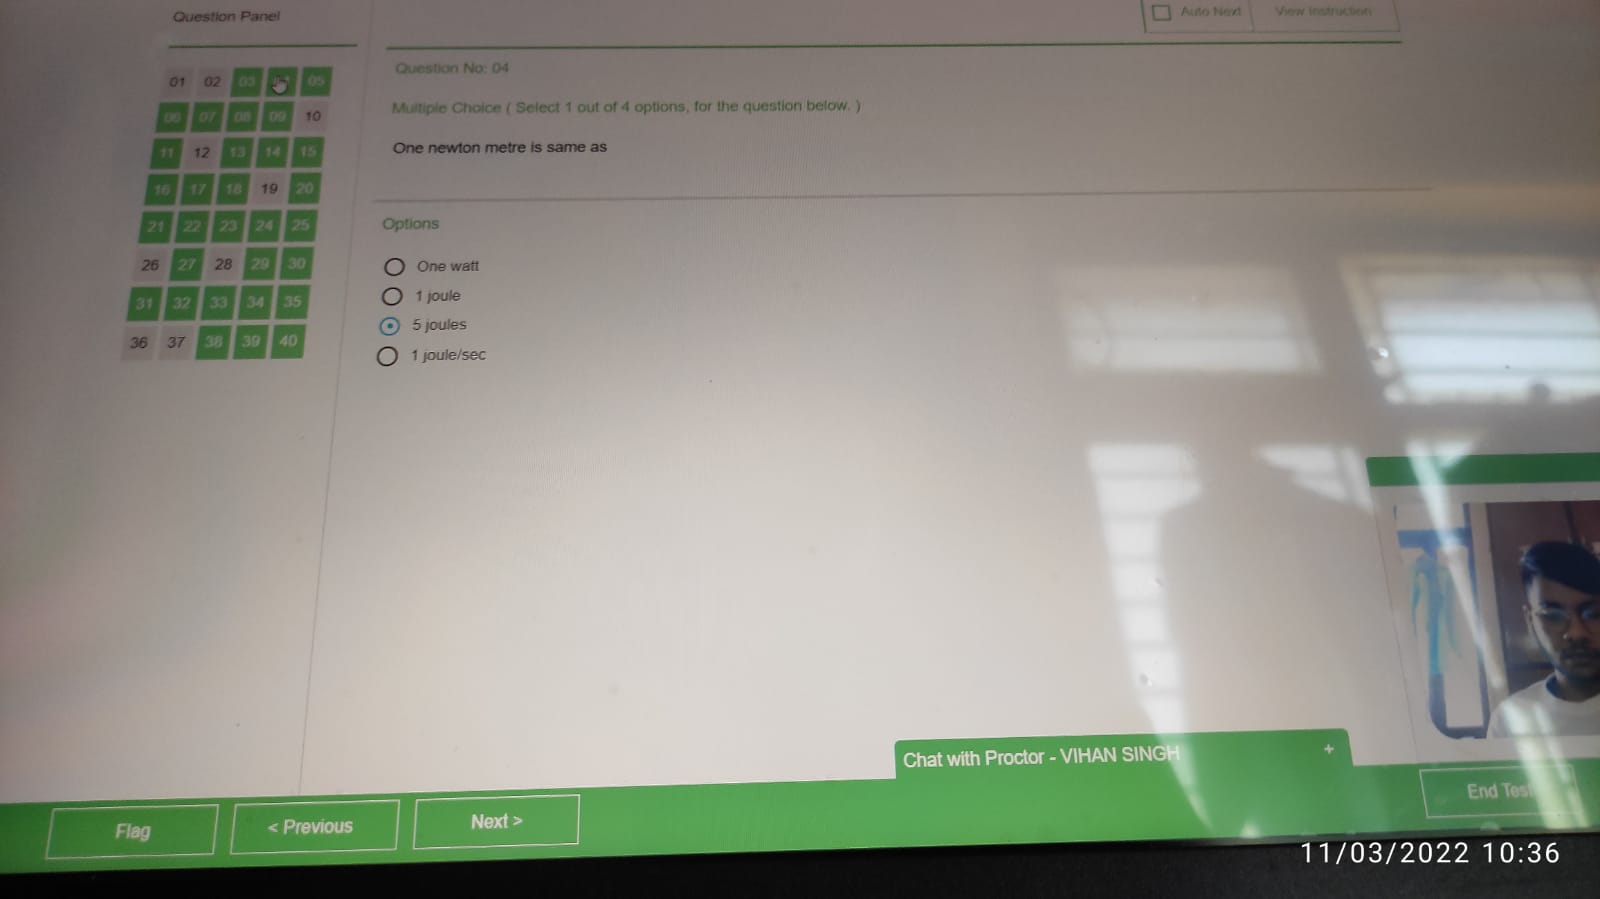 Question Panel
Auto Next
View Instruction
01 02 03 05
06 07 08 09 10
11 12 13 14 15
16 17 18 19 20
21 22 23 24 25
26 27 28 29 30
31 32 33 34 35
36 37 38 39 40
Question No: 04
Multiple Choice ( Select 1 out of 4 options, for the question below. )
One newton metre is same as
Options
One watt
1 joule
5 joules
1 joule/sec
Chat with Proctor - VIHAN SINGH +
Flag
< Previous
Next >
End Test
11/03/2022 10:36